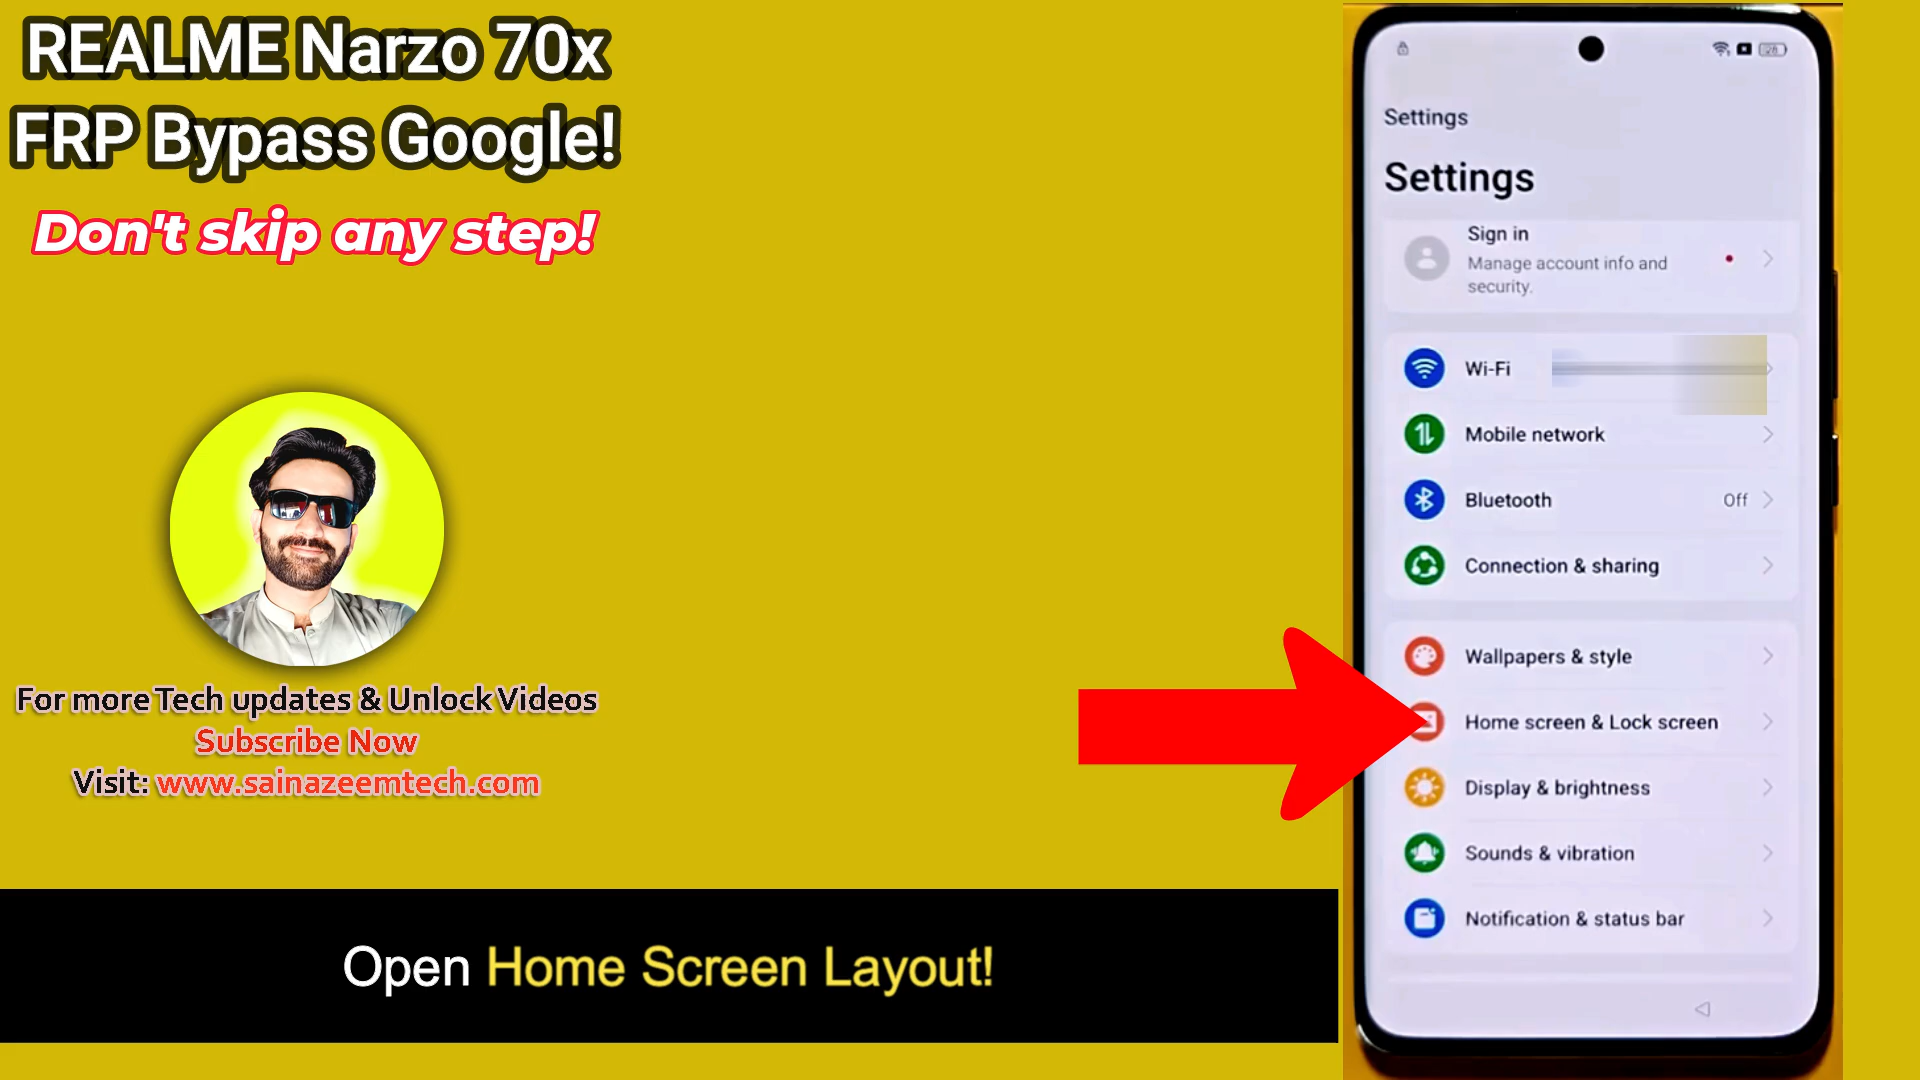 REALME Narzo 70x
FRP Bypass Google!
Don't skip any step!
For more Tech updates & Unlock Videos
Subscribe Now
Visit: www.sainazeemtech.com
Open Home Screen Layout!
Settings
Settings
Sign in
Manage account info and
security.
Wi-Fi
Mobile network
Bluetooth Off
Connection & sharing
Wallpapers & style
Home screen & Lock screen
Display & brightness
Sounds & vibration
Notification & status bar